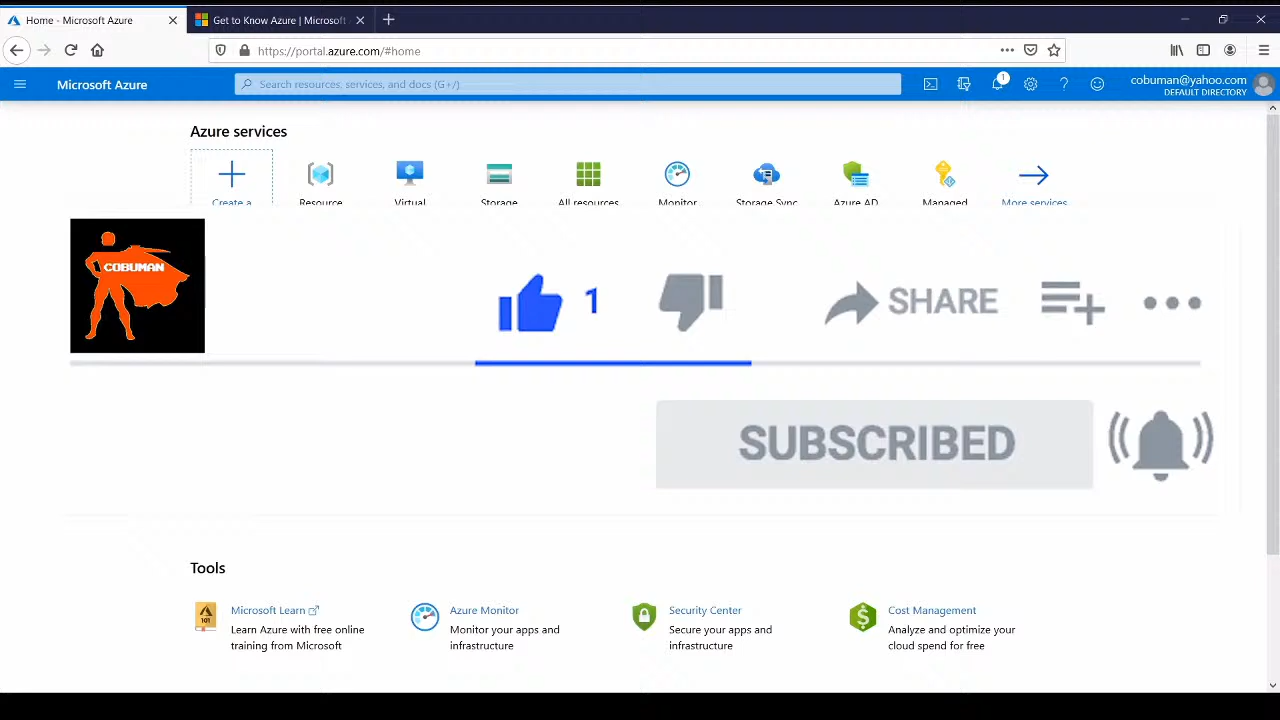 Home - Microsoft Azure
Get to Know Azure | Microsoft
https://portal.azure.com/#home
Microsoft Azure
Search resources, services, and docs (G+/)
1
cobuman@yahoo.com
DEFAULT DIRECTORY
Azure services
Create a
Resource
Virtual
Storage
All resources
Monitor
Storage Sync
Azure AD
Managed
More services
COBUMAN
1
SHARE
SUBSCRIBED
Tools
101
Microsoft Learn
Learn Azure with free online
training from Microsoft
Azure Monitor
Monitor your apps and
infrastructure
Security Center
Secure your apps and
infrastructure
Cost Management
Analyze and optimize your
cloud spend for free